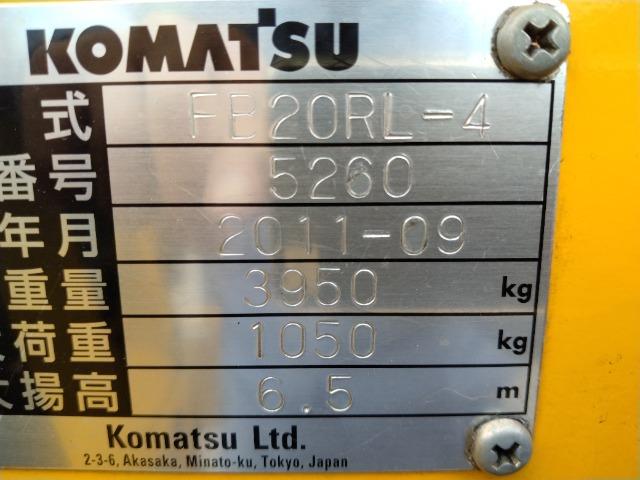 KOMATSU
式 FB20RL-4
番号 5260
年月 2011-09
重量 3950 kg
荷重 1050 kg
揚高 6.5 m
Komatsu Ltd.
2-3-6, Akasaka, Minato-ku, Tokyo, Japan